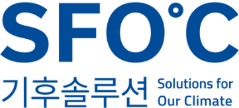 SFO°C
기후솔루션
Solutions for
Our Climate